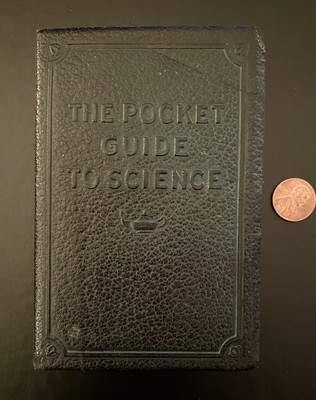 THE POCKET
GUIDE
TO SCIENCE